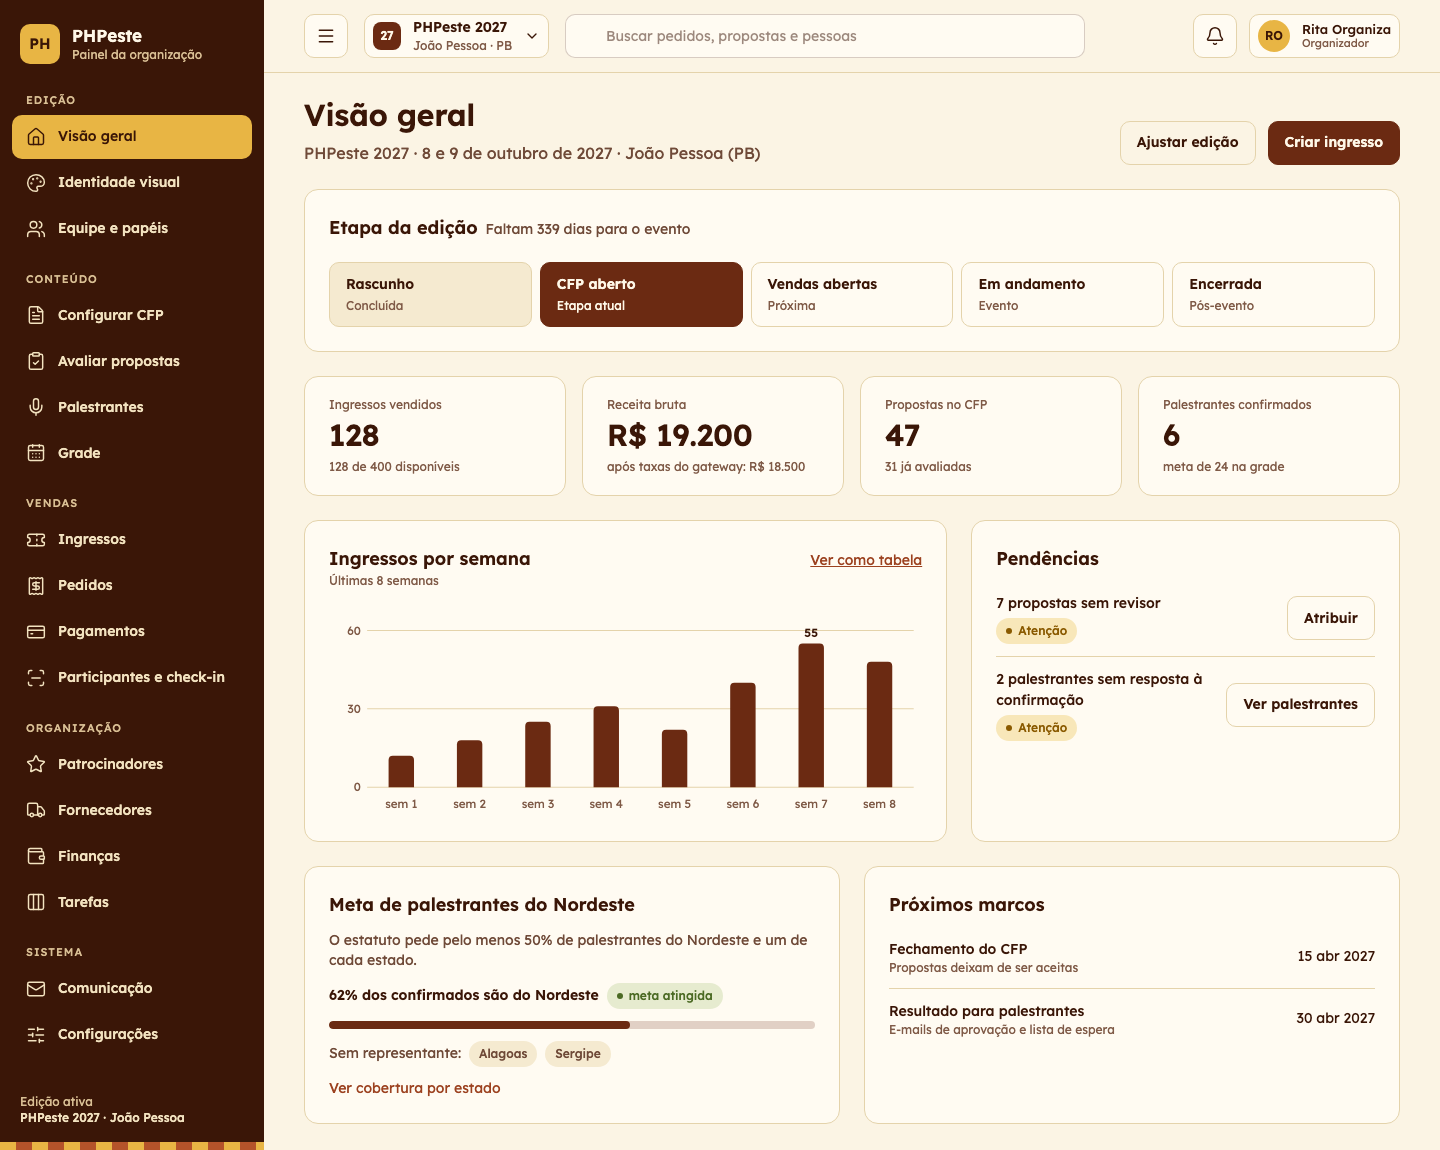 PH
PHPeste
Painel da organização
EDIÇÃO
Visão geral
Identidade visual
Equipe e papéis
CONTEÚDO
Configurar CFP
Avaliar propostas
Palestrantes
Grade
VENDAS
Ingressos
Pedidos
Pagamentos
Participantes e check-in
ORGANIZAÇÃO
Patrocinadores
Fornecedores
Finanças
Tarefas
SISTEMA
Comunicação
Configurações
Edição ativa
PHPeste 2027 · João Pessoa
27
PHPeste 2027
João Pessoa · PB
Buscar pedidos, propostas e pessoas
RO
Rita Organiza
Organizador
Visão geral
PHPeste 2027 · 8 e 9 de outubro de 2027 · João Pessoa (PB)
Ajustar edição
Criar ingresso
Etapa da edição Faltam 339 dias para o evento
Rascunho
Concluída
CFP aberto
Etapa atual
Vendas abertas
Próxima
Em andamento
Evento
Encerrada
Pós-evento
Ingressos vendidos
128
128 de 400 disponíveis
Receita bruta
R$ 19.200
após taxas do gateway: R$ 18.500
Propostas no CFP
47
31 já avaliadas
Palestrantes confirmados
6
meta de 24 na grade
Ingressos por semana
Ver como tabela
Últimas 8 semanas
60
55
30
0
sem 1 sem 2 sem 3 sem 4 sem 5 sem 6 sem 7 sem 8
Pendências
7 propostas sem revisor
Atenção
Atribuir
2 palestrantes sem resposta à
confirmação
Atenção
Ver palestrantes
Meta de palestrantes do Nordeste
O estatuto pede pelo menos 50% de palestrantes do Nordeste e um de
cada estado.
62% dos confirmados são do Nordeste meta atingida
Sem representante: Alagoas Sergipe
Ver cobertura por estado
Próximos marcos
Fechamento do CFP
Propostas deixam de ser aceitas
15 abr 2027
Resultado para palestrantes
E-mails de aprovação e lista de espera
30 abr 2027